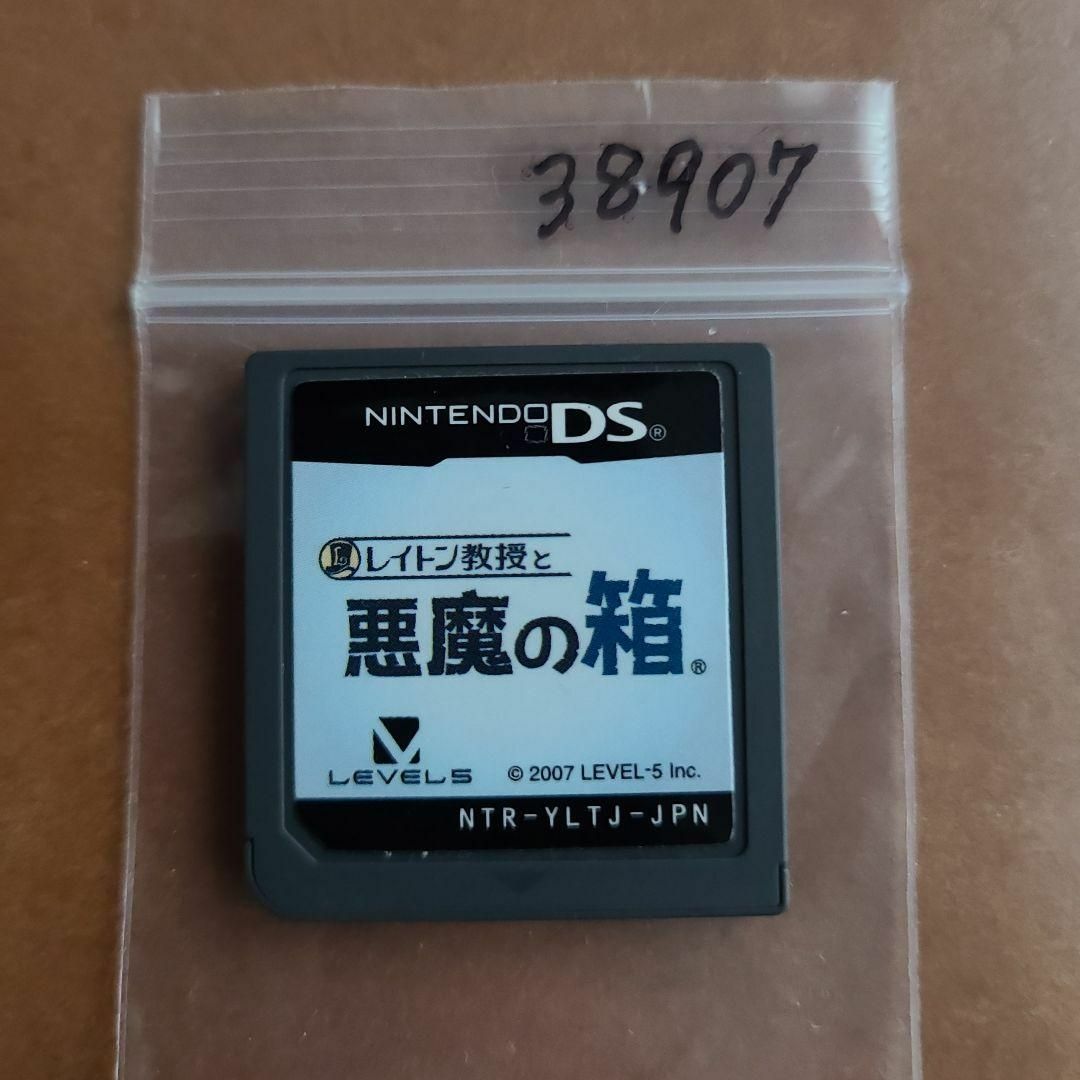 38907
NINTENDO DS®
レイトン教授と
悪魔の箱®
LEVEL5
© 2007 LEVEL-5 Inc.
NTR-YLTJ-JPN